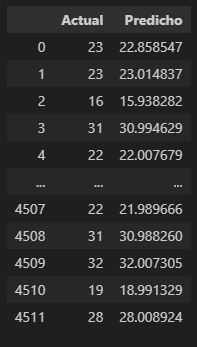 Actual Predicho
0 23 22.858547
1 23 23.014837
2 16 15.938282
3 31 30.994629
4 22 22.007679
... ... ...
4507 22 21.989666
4508 31 30.988260
4509 32 32.007305
4510 19 18.991329
4511 28 28.008924